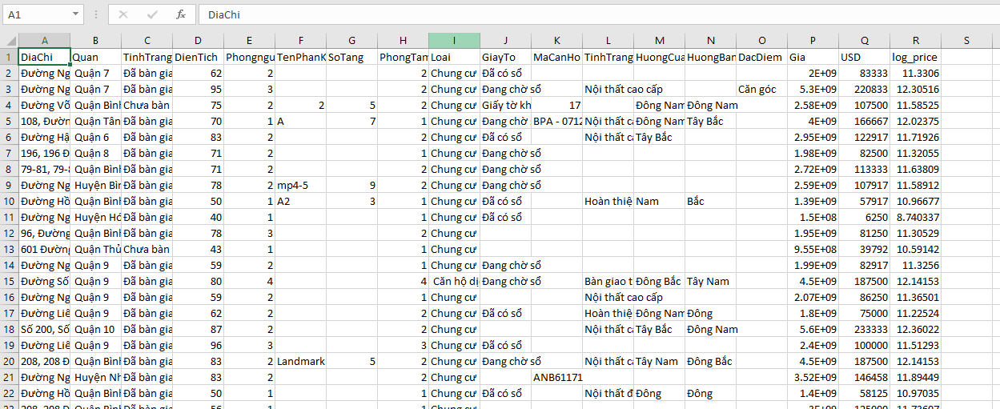 A1 fx DiaChi
A B C D E F G H I J K L M N O P Q R S
1 DiaChi Quan TinhTrang DienTich Phongngu TenPhanK SoTang PhongTam Loai GiayTo MaCanHo TinhTrang HuongCua HuongBan DacDiem Gia USD log_price
2 Đường Ng Quận 7 Đã bàn gia 62 2 2 Chung cư Đã có sổ 2E+09 83333 11.3306
3 Đường Ng Quận 7 Đã bàn gia 95 3 2 Chung cư Đang chờ sổ Nội thất cao cấp Căn góc 5.3E+09 220833 12.30516
4 Đường Võ Quận Bình Chưa bàn 75 2 2 5 2 Chung cư Giấy tờ kh 17 Đông Nam Đông Nam 2.58E+09 107500 11.58525
5 108, Đườn Quận Tân Đã bàn gia 70 1 A 7 1 Chung cư Đang chờ BPA - 0712 Nội thất c Đông Nam Tây Bắc 4E+09 166667 12.02375
6 Đường Hậ Quận 6 Đã bàn gia 83 2 2 Chung cư Đã có sổ Nội thất c Tây Bắc 2.95E+09 122917 11.71926
7 196, 196 Đ Quận 8 Đã bàn gia 71 2 1 Chung cư Đang chờ sổ 1.98E+09 82500 11.32055
8 79-81, 79-8 Quận Bình Đã bàn gia 71 2 2 Chung cư Đang chờ sổ 2.72E+09 113333 11.63809
9 Đường Ng Huyện Bìn Đã bàn gia 78 2 mp4-5 9 2 Chung cư Đang chờ sổ 2.59E+09 107917 11.58912
10 Đường Hồ Quận Bình Đã bàn gia 50 1 A2 3 1 Chung cư Đã có sổ Hoàn thiệ Nam Bắc 1.39E+09 57917 10.96677
11 Đường Ng Huyện Hó Đã bàn gia 40 1 1 Chung cư Đã có sổ 1.5E+08 6250 8.740337
12 96, Đường Quận Bình Đã bàn gia 78 3 2 Chung cư 1.95E+09 81250 11.30529
13 601 Đường Quận Thủ Chưa bàn 43 1 1 Chung cư 9.55E+08 39792 10.59142
14 Đường Ng Quận 9 Đã bàn gia 59 2 1 Chung cư Đang chờ sổ 1.99E+09 82917 11.3256
15 Đường Số Quận 9 Đã bàn gia 80 4 4 Căn hộ dị Đang chờ sổ Bàn giao t Đông Bắc Tây Nam 4.5E+09 187500 12.14153
16 Đường Ng Quận 9 Đã bàn gia 59 2 1 Chung cư Nội thất cao cấp 2.07E+09 86250 11.36501
17 Đường Liê Quận 9 Đã bàn gia 62 2 2 Chung cư Đã có sổ Hoàn thiệ Đông Nam Đông 1.8E+09 75000 11.22524
18 Số 200, Số Quận 10 Đã bàn gia 87 2 2 Chung cư Nội thất c Tây Bắc Đông Nam 5.6E+09 233333 12.36022
19 Đường Liê Quận 9 Đã bàn gia 96 3 3 Chung cư Đã có sổ 2.4E+09 100000 11.51293
20 208, 208 Đ Quận Bình Đã bàn gia 83 2 Landmark 5 2 Chung cư Đang chờ sổ Nội thất c Tây Nam Đông Bắc 4.5E+09 187500 12.14153
21 Đường Ng Huyện Nh Đã bàn gia 83 2 2 Chung cư ANB61171 3.52E+09 146458 11.89449
22 Đường Hồ Quận Bình Đã bàn gia 50 1 1 Chung cư Đã có sổ Nội thất đ Đông Đông 1.4E+09 58125 10.97035